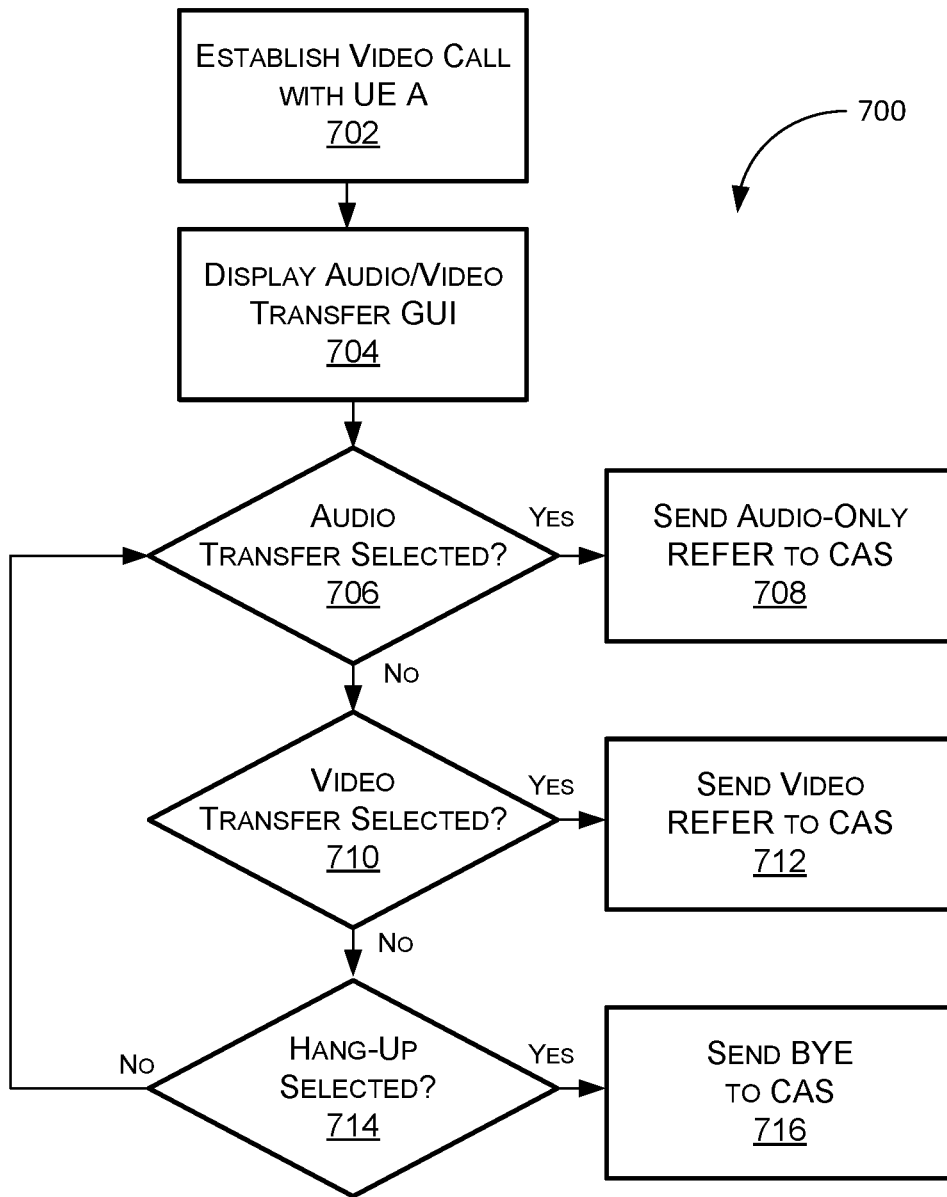 ESTABLISH VIDEO CALL
WITH UE A
702
700
DISPLAY AUDIO/VIDEO
TRANSFER GUI
704
AUDIO
TRANSFER SELECTED?
706
YES
SEND AUDIO-ONLY
REFER TO CAS
708
NO
VIDEO
TRANSFER SELECTED?
710
YES
SEND VIDEO
REFER TO CAS
712
NO
HANG-UP
SELECTED?
714
NO
YES
SEND BYE
TO CAS
716